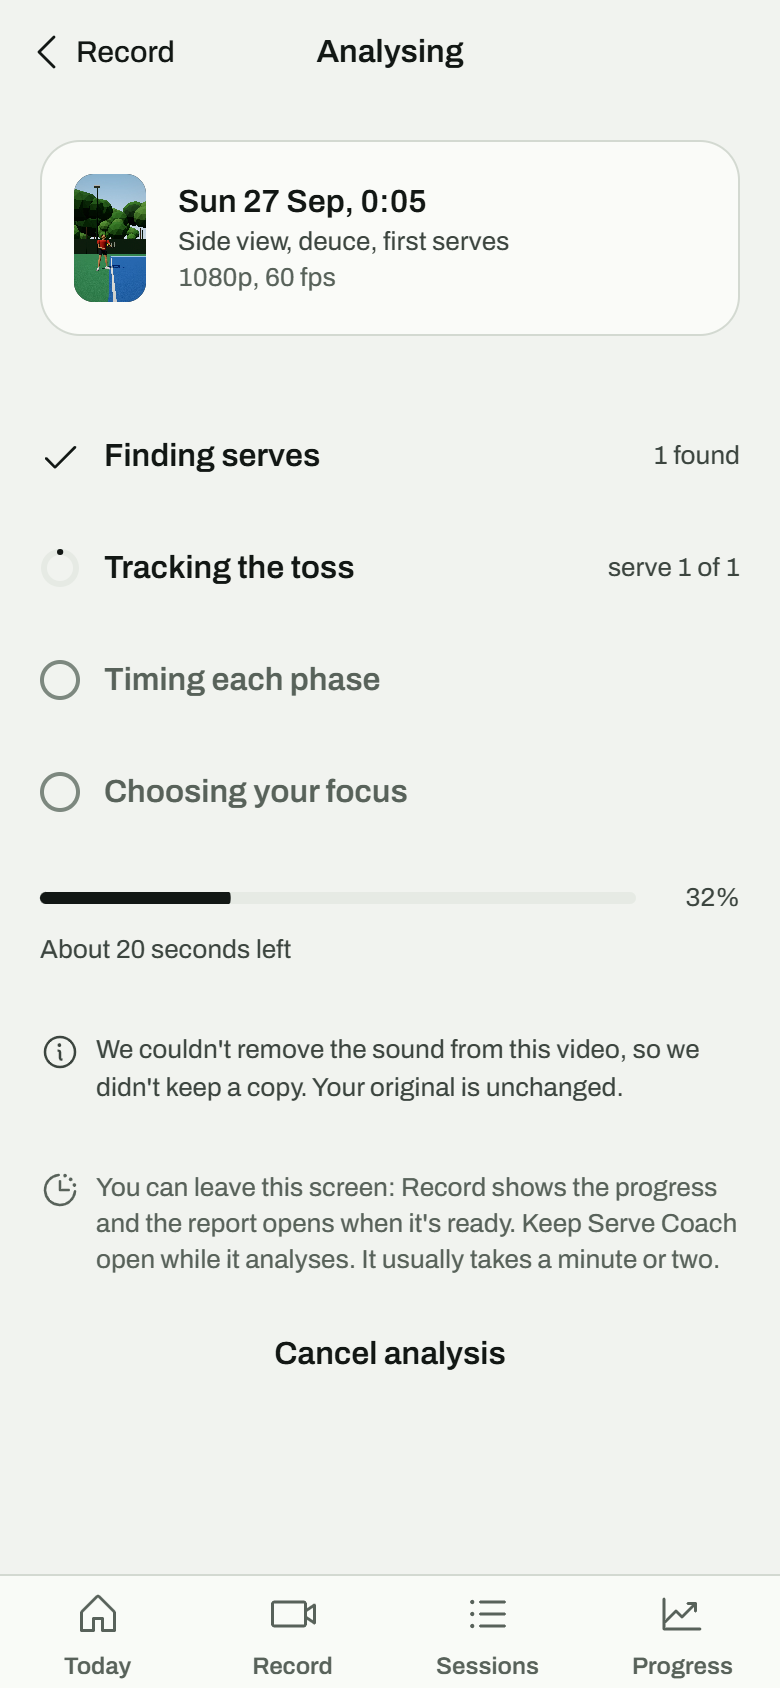 Record
Analysing
Sun 27 Sep, 0:05
Side view, deuce, first serves
1080p, 60 fps
Finding serves
1 found
Tracking the toss
serve 1 of 1
Timing each phase
Choosing your focus
32%
About 20 seconds left
We couldn't remove the sound from this video, so we
didn't keep a copy. Your original is unchanged.
You can leave this screen: Record shows the progress
and the report opens when it's ready. Keep Serve Coach
open while it analyses. It usually takes a minute or two.
Cancel analysis
Today
Record
Sessions
Progress